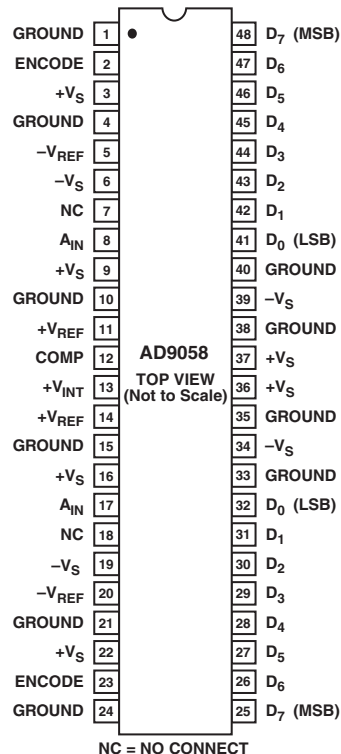 GROUND 1 48 D7 (MSB)
ENCODE 2 47 D6
+VS 3 46 D5
GROUND 4 45 D4
–VREF 5 44 D3
–VS 6 43 D2
NC 7 42 D1
AIN 8 41 D0 (LSB)
+VS 9 40 GROUND
GROUND 10 39 –VS
+VREF 11 38 GROUND
COMP 12 AD9058 37 +VS
+VINT 13 TOP VIEW 36 +VS
(Not to Scale)
+VREF 14 35 GROUND
GROUND 15 34 –VS
+VS 16 33 GROUND
AIN 17 32 D0 (LSB)
NC 18 31 D1
–VS 19 30 D2
–VREF 20 29 D3
GROUND 21 28 D4
+VS 22 27 D5
ENCODE 23 26 D6
GROUND 24 25 D7 (MSB)
NC = NO CONNECT